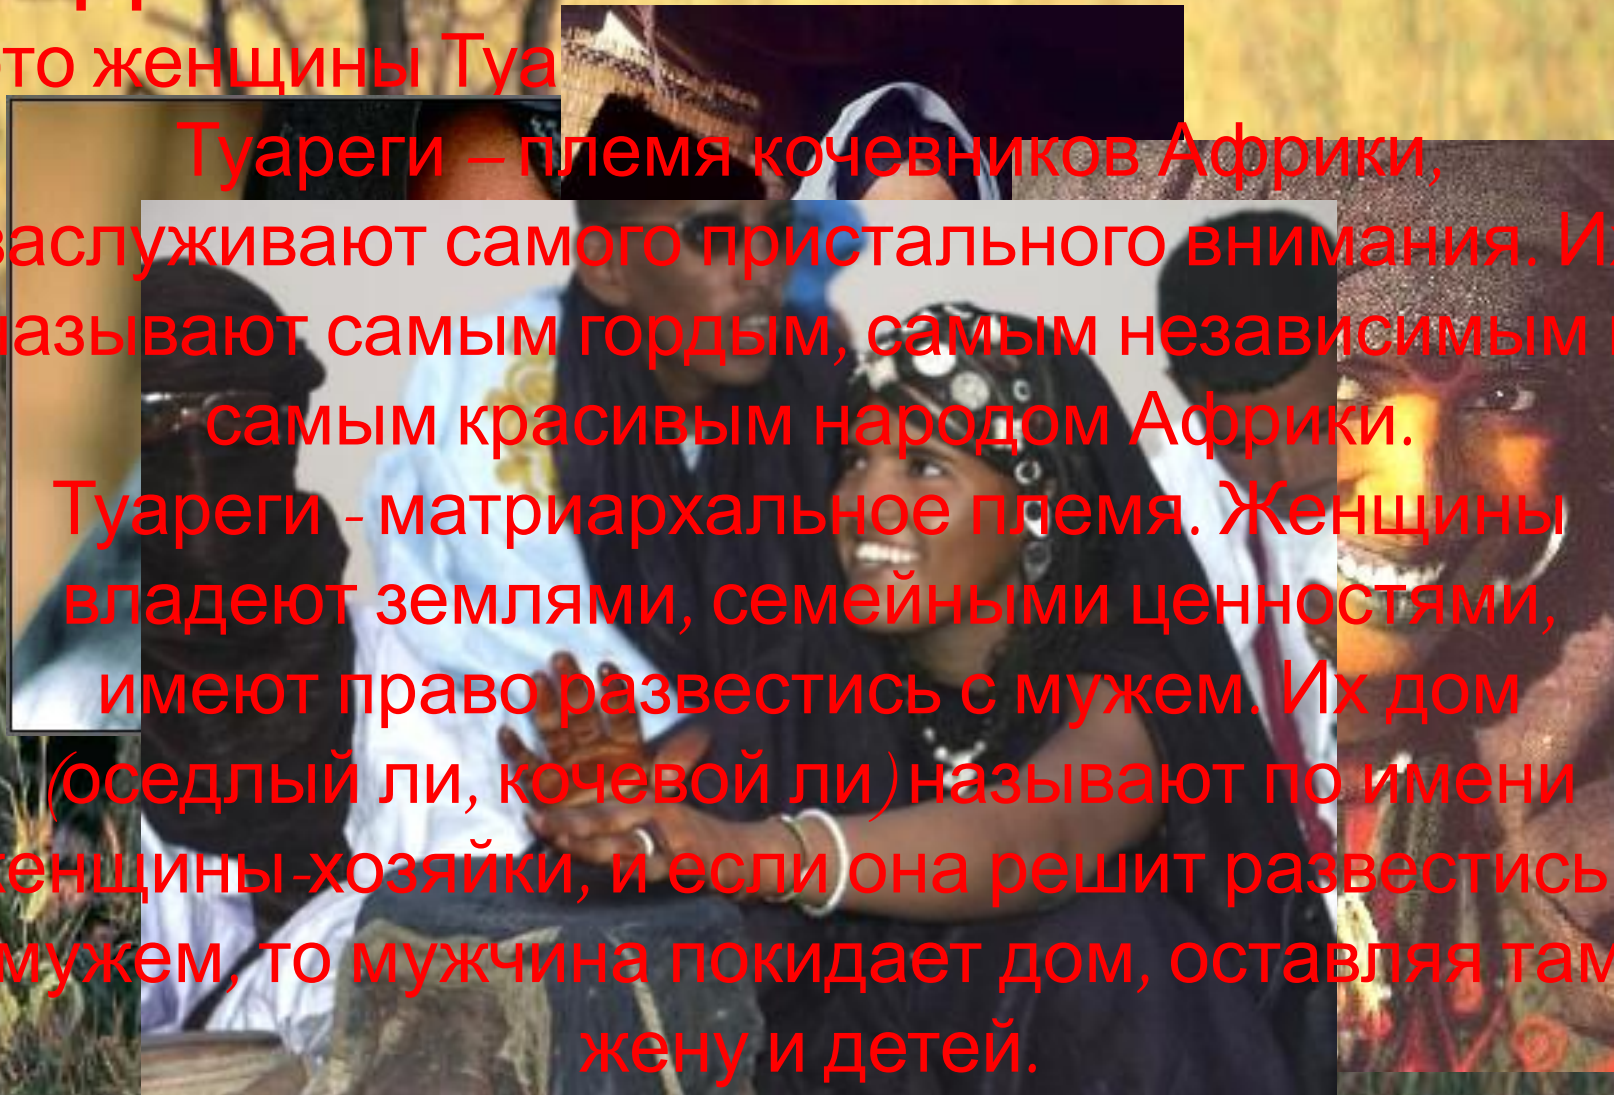 то женщины Туа
Туареги – племя кочевников Африки,
заслуживают самого пристального внимания. Их
называют самым гордым, самым независимым и
самым красивым народом Африки.
Туареги - матриархальное племя. Женщины
владеют землями, семейными ценностями,
имеют право развестись с мужем. Их дом
(оседлый ли, кочевой ли) называют по имени
женщины-хозяйки, и если она решит развестись
мужем, то мужчина покидает дом, оставляя там
жену и детей.